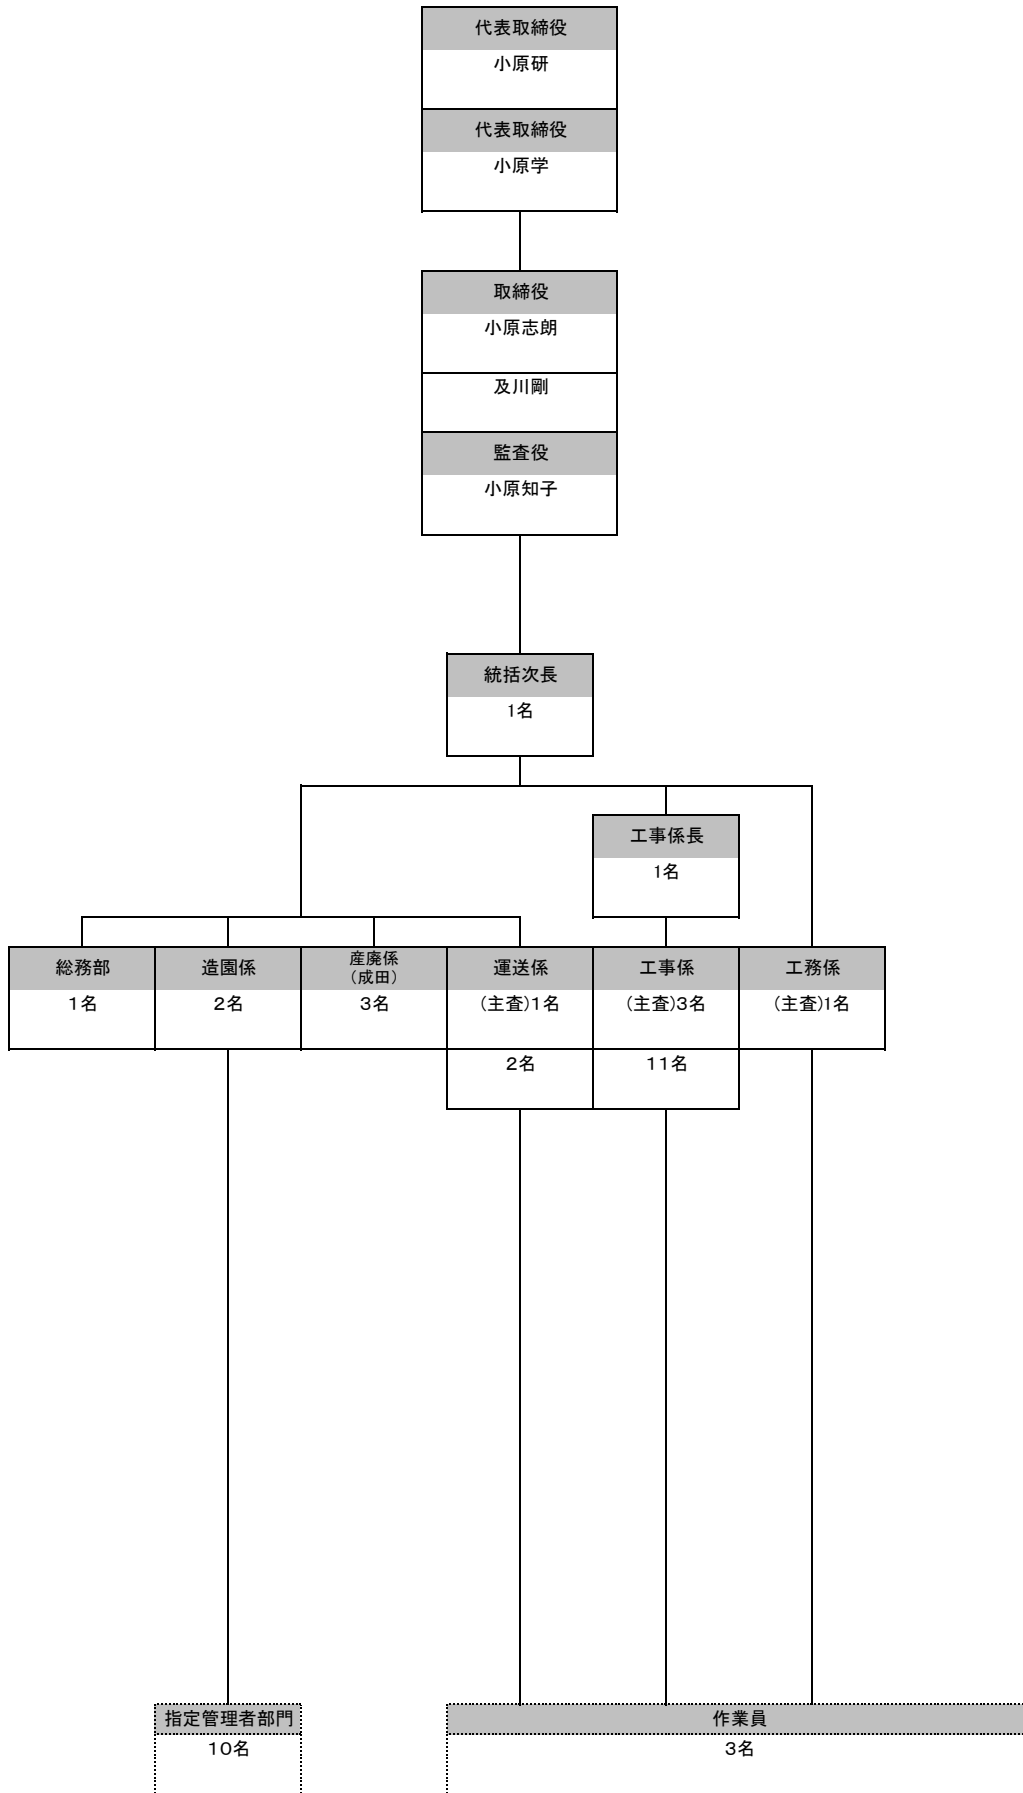 代表取締役
小原研
代表取締役
小原学
取締役
小原志朗
及川剛
監査役
小原知子
統括次長
1名
工事係長
1名
総務部
1名
造園係
2名
産廃係
（成田）
3名
運送係
(主査)1名
2名
工事係
(主査)3名
11名
工務係
(主査)1名
指定管理者部門
10名
作業員
3名